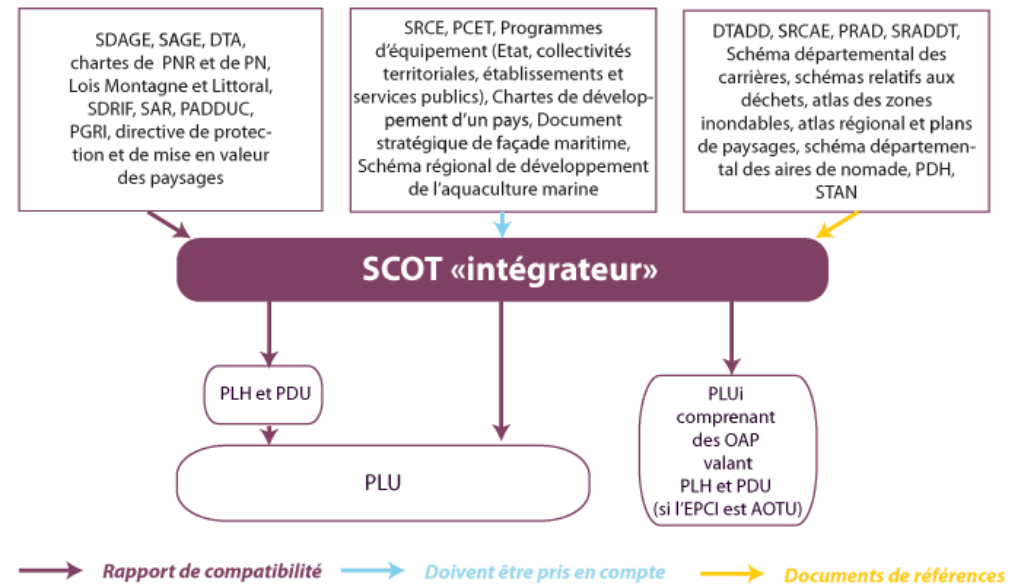 SDAGE, SAGE, DTA,
chartes de PNR et de PN,
Lois Montagne et Littoral,
SDRIF, SAR, PADDUC,
PGRI, directive de protec-
tion et de mise en valeur
des paysages
SRCE, PCET, Programmes
d'équipement (Etat, collectivités
territoriales, établissements et
services publics), Chartes de dévelop-
pement d'un pays, Document
stratégique de façade maritime,
Schéma régional de développement
de l'aquaculture marine
DTADD, SRCAE, PRAD, SRADDT,
Schéma départemental des
carrières, schémas relatifs aux
déchets, atlas des zones
inondables, atlas régional et plans
de paysages, schéma départemen-
tal des aires de nomade, PDH,
STAN
SCOT «intégrateur»
PLH et PDU
PLU
PLUi
comprenant
des OAP
valant
PLH et PDU
(si l'EPCI est AOTU)
Rapport de compatibilité
Doivent être pris en compte
Documents de références